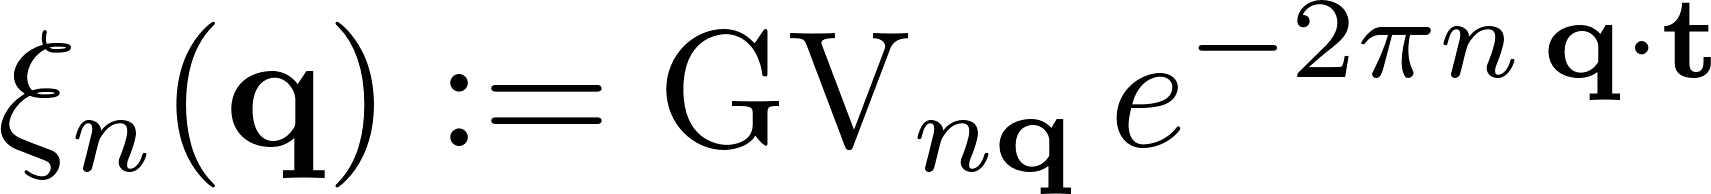 ξ_n(𝐪) := GV_{n𝐪} e^{−2πn 𝐪·𝐭}